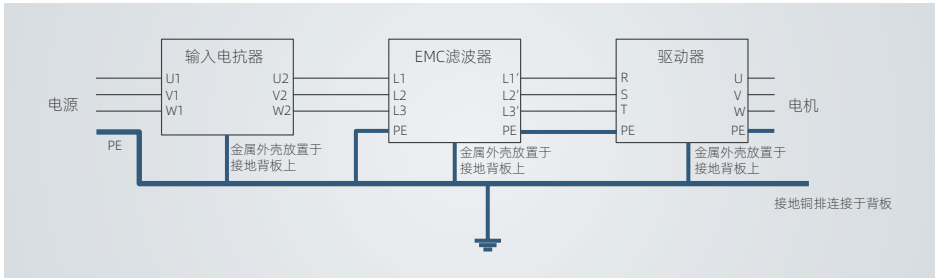 输入电抗器
EMC滤波器
驱动器
电源
U1
V1
W1
U2
V2
W2
L1
L2
L3
PE
L1′
L2′
L3′
PE
R
S
T
PE
U
V
W
PE
电机
PE
金属外壳放置于
接地背板上
金属外壳放置于
接地背板上
金属外壳放置于
接地背板上
接地铜排连接于背板